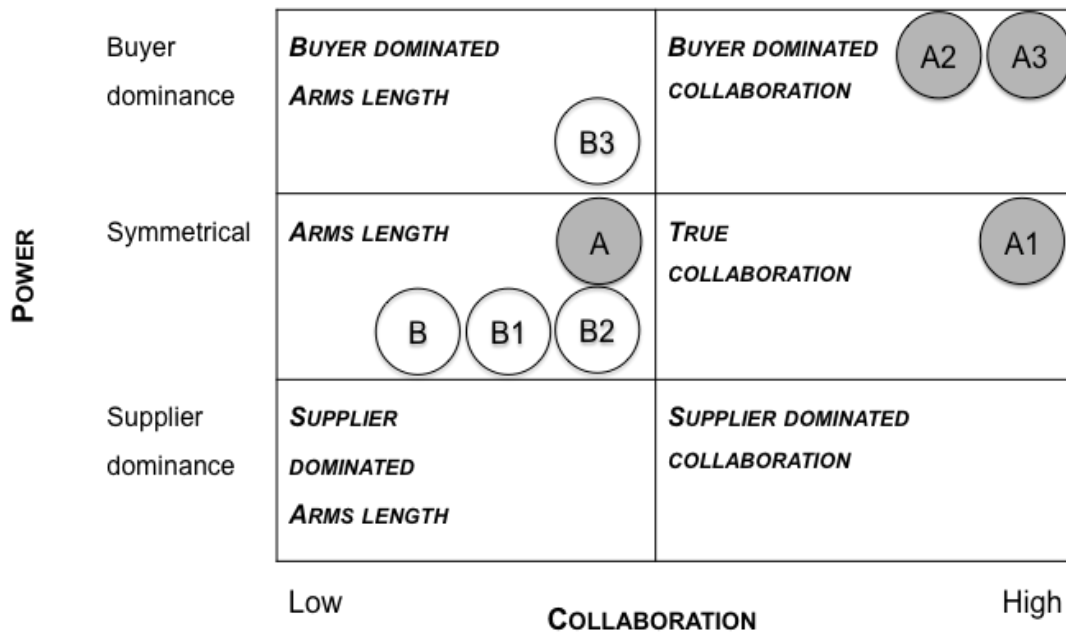 Buyer
dominance
BUYER DOMINATED
ARMS LENGTH
B3
BUYER DOMINATED
COLLABORATION
A2
A3
POWER
Symmetrical
ARMS LENGTH
A
B
B1
B2
TRUE
COLLABORATION
A1
Supplier
dominance
SUPPLIER
DOMINATED
ARMS LENGTH
SUPPLIER DOMINATED
COLLABORATION
Low
COLLABORATION
High